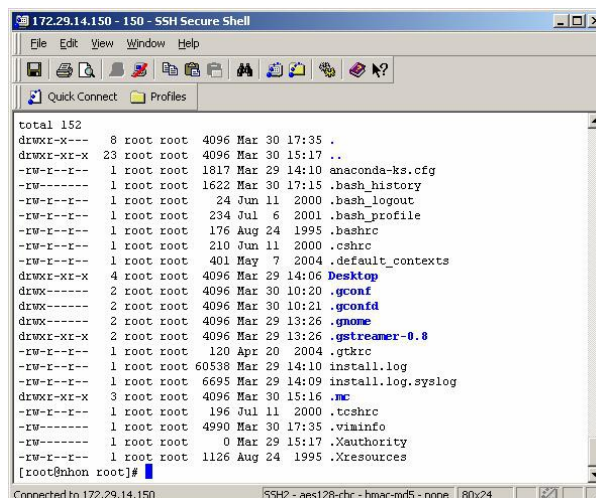 172.29.14.150 - 150 - SSH Secure Shell
File Edit View Window Help
Quick Connect Profiles
total 152
drwxr-x--- 8 root root 4096 Mar 30 17:35 .
drwxr-xr-x 23 root root 4096 Mar 30 15:17 ..
-rw-r--r-- 1 root root 1817 Mar 29 14:10 anaconda-ks.cfg
-rw------- 1 root root 1622 Mar 30 17:15 .bash_history
-rw-r--r-- 1 root root 24 Jun 11 2000 .bash_logout
-rw-r--r-- 1 root root 234 Jul 6 2001 .bash_profile
-rw-r--r-- 1 root root 176 Aug 24 1995 .bashrc
-rw-r--r-- 1 root root 210 Jun 11 2000 .cshrc
-rw-r--r-- 1 root root 401 May 7 2004 .default_contexts
drwxr-xr-x 4 root root 4096 Mar 29 14:06 Desktop
drwx------ 2 root root 4096 Mar 30 10:20 .gconf
drwx------ 2 root root 4096 Mar 30 10:21 .gconfd
drwx------ 2 root root 4096 Mar 29 13:26 .gnome
drwxr-xr-x 2 root root 4096 Mar 29 13:26 .gstreamer-0.8
-rw-r--r-- 1 root root 120 Apr 20 2004 .gtkrc
-rw-r--r-- 1 root root 60538 Mar 29 14:10 install.log
-rw-r--r-- 1 root root 6695 Mar 29 14:09 install.log.syslog
drwxr-xr-x 3 root root 4096 Mar 30 15:16 .mc
-rw-r--r-- 1 root root 196 Jul 11 2000 .tcshrc
-rw------- 1 root root 4990 Mar 30 17:35 .viminfo
-rw------- 1 root root 0 Mar 29 15:17 .Xauthority
-rw-r--r-- 1 root root 1126 Aug 24 1995 .Xresources
[root@nhon root]#
Connected to 172.29.14.150 SSH2 - aes128-cbc - hmac-md5 - none 80x24